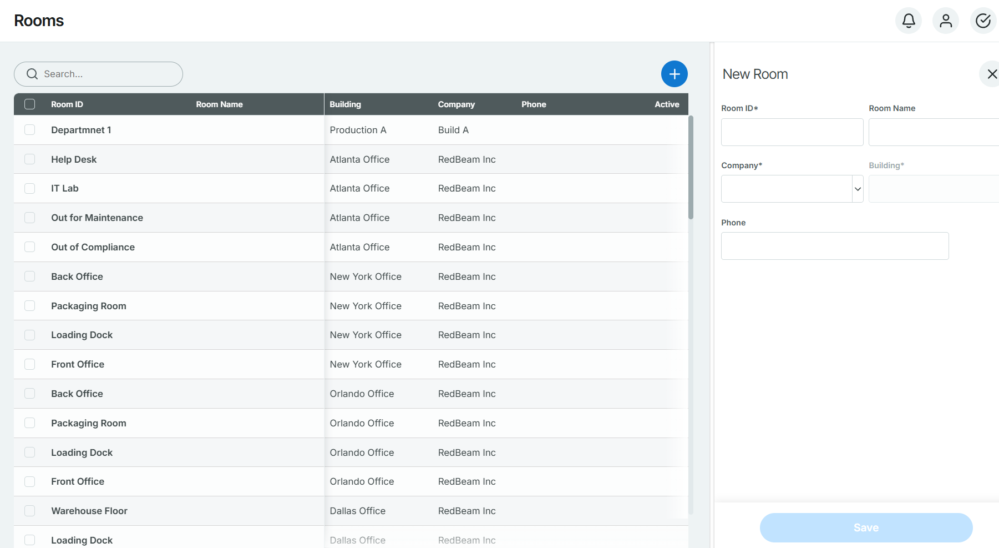 Rooms
Search...
Room ID Room Name Building Company Phone Active
Departmnet 1 Production A Build A
Help Desk Atlanta Office RedBeam Inc
IT Lab Atlanta Office RedBeam Inc
Out for Maintenance Atlanta Office RedBeam Inc
Out of Compliance Atlanta Office RedBeam Inc
Back Office New York Office RedBeam Inc
Packaging Room New York Office RedBeam Inc
Loading Dock New York Office RedBeam Inc
Front Office New York Office RedBeam Inc
Back Office Orlando Office RedBeam Inc
Packaging Room Orlando Office RedBeam Inc
Loading Dock Orlando Office RedBeam Inc
Front Office Orlando Office RedBeam Inc
Warehouse Floor Dallas Office RedBeam Inc
Loading Dock Dallas Office RedBeam Inc
New Room
Room ID* Room Name
Company* Building*
Phone
Save